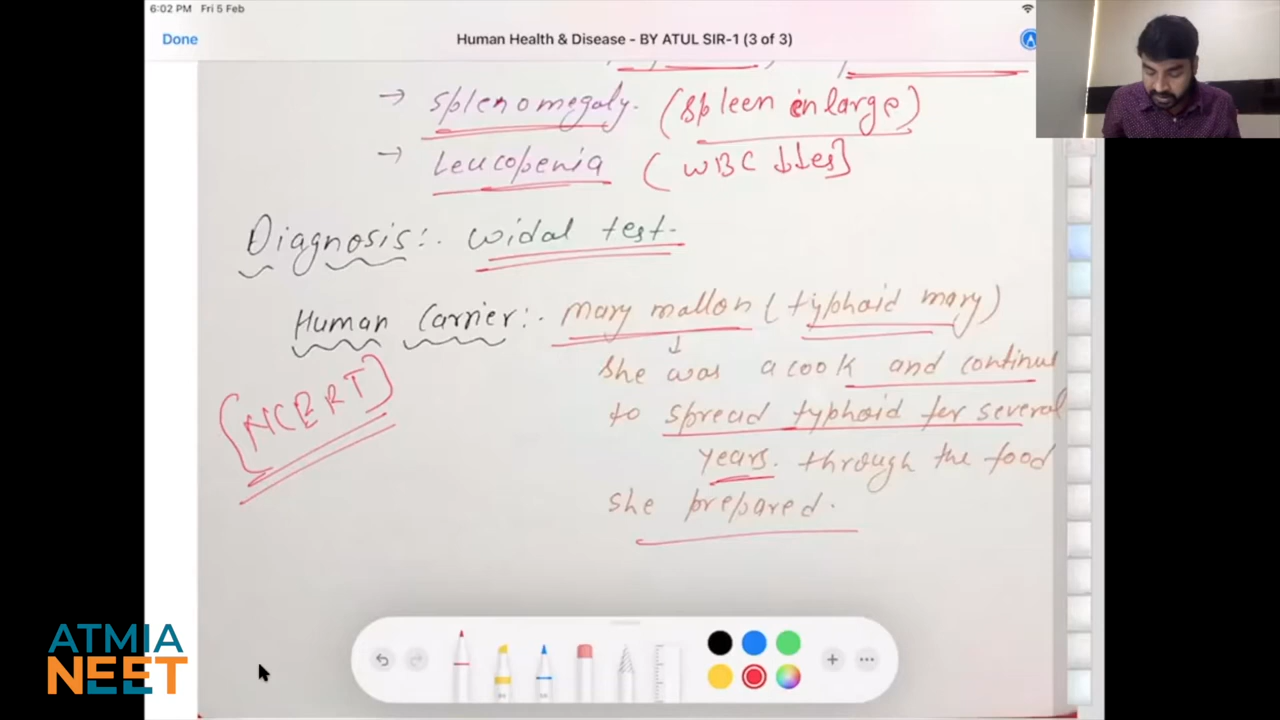 6:02 PM Fri 5 Feb
Done
Human Health & Disease - BY ATUL SIR-1 (3 of 3)
→ Splenomegaly. (Spleen enlarge)
→ Leucopenia (WBC ↓↓es]
Diagnosis:. Widal test.
Human Carrier:. Mary mallon (typhoid mary)
↓
She was a cook and continue
[NCERT]
to spread typhoid for several
years. through the food
she prepared.
ATMIA
NEET